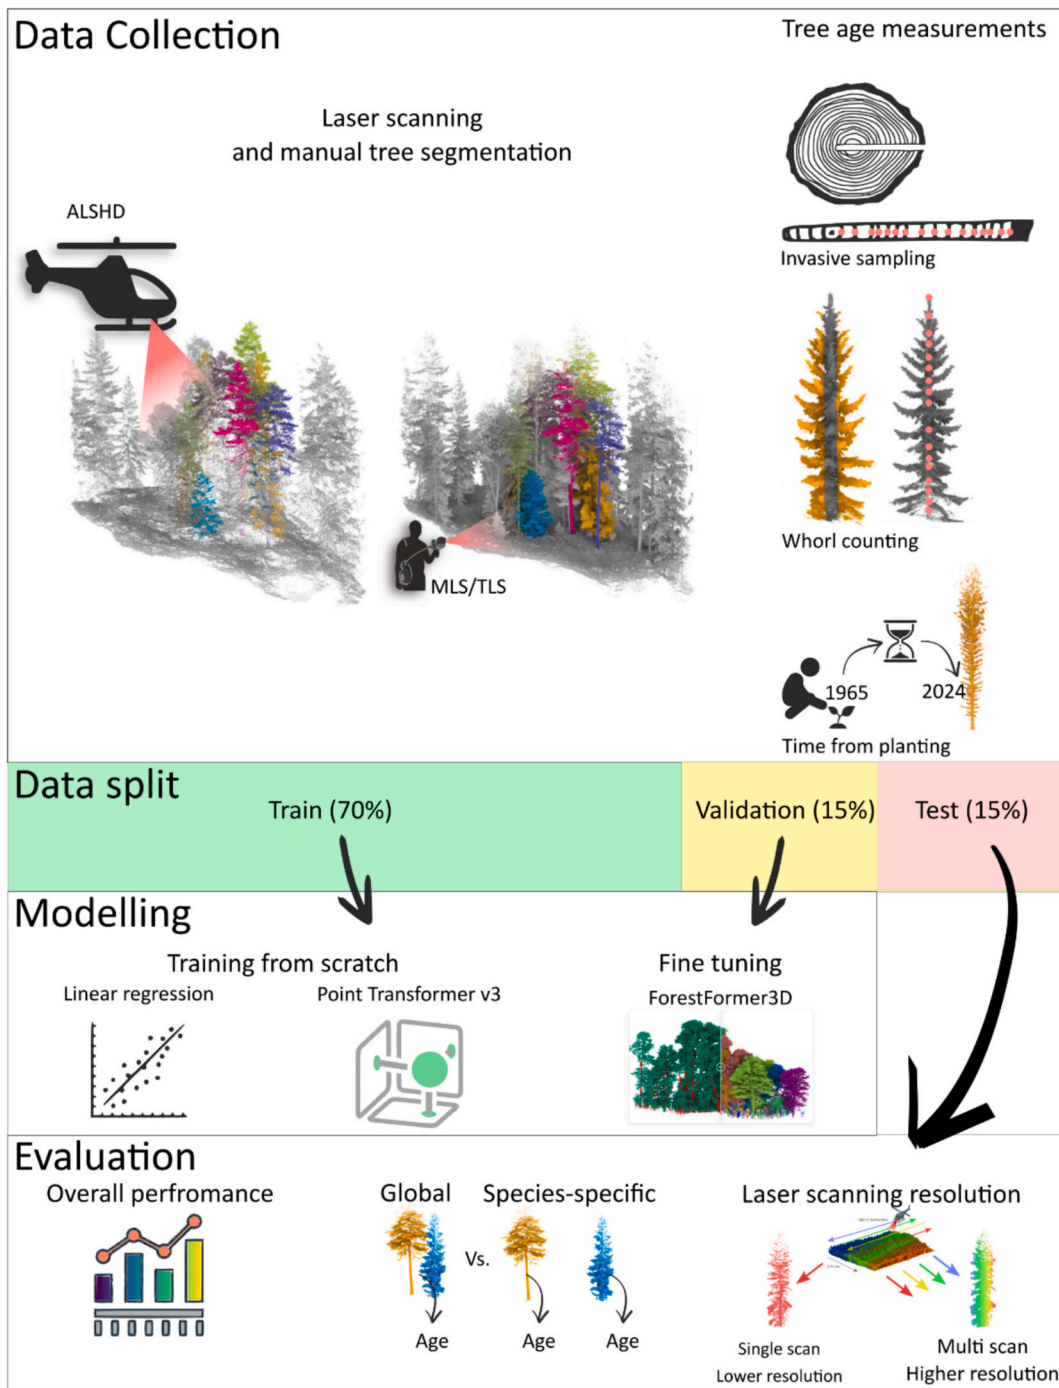 Data Collection
Tree age measurements
Laser scanning
and manual tree segmentation
ALSHD
Invasive sampling
Whorl counting
MLS/TLS
1965
2024
Time from planting
Data split
Train (70%)
Validation (15%)
Test (15%)
Modelling
Training from scratch
Fine tuning
Linear regression
Point Transformer v3
ForestFormer3D
Evaluation
Overall perfromance
Global
Species-specific
Laser scanning resolution
Vs.
Age
Age
Age
Single scan
Lower resolution
Multi scan
Higher resolution